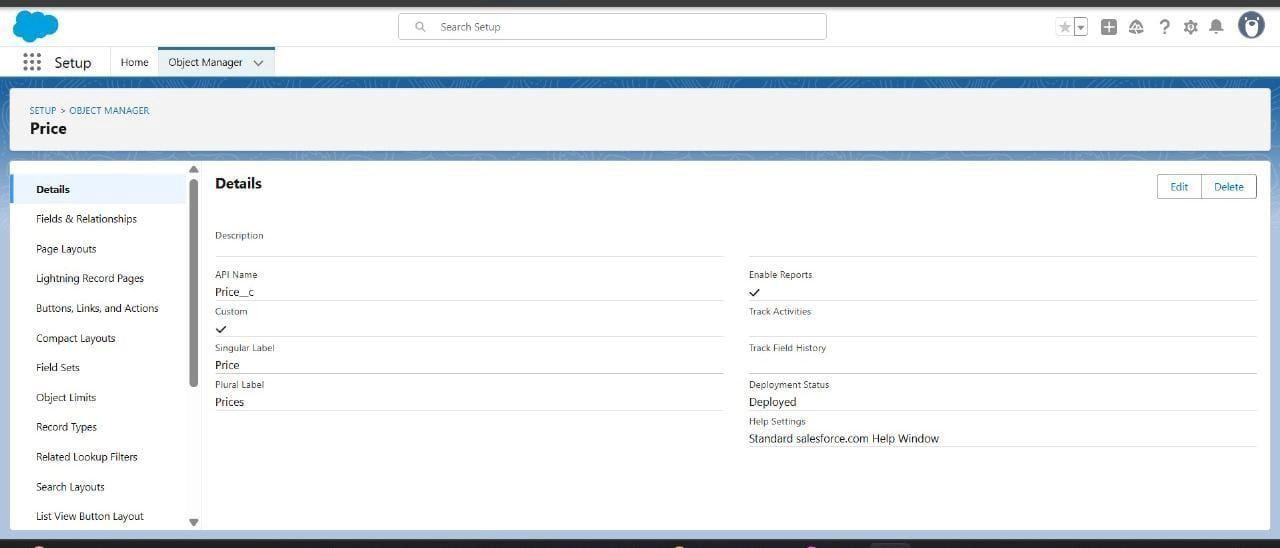 Search Setup
Setup
Home
Object Manager
SETUP > OBJECT MANAGER
Price
Details
Fields & Relationships
Page Layouts
Lightning Record Pages
Buttons, Links, and Actions
Compact Layouts
Field Sets
Object Limits
Record Types
Related Lookup Filters
Search Layouts
List View Button Layout
Details
Edit
Delete
Description
API Name
Price__c
Custom
Singular Label
Price
Plural Label
Prices
Enable Reports
Track Activities
Track Field History
Deployment Status
Deployed
Help Settings
Standard salesforce.com Help Window